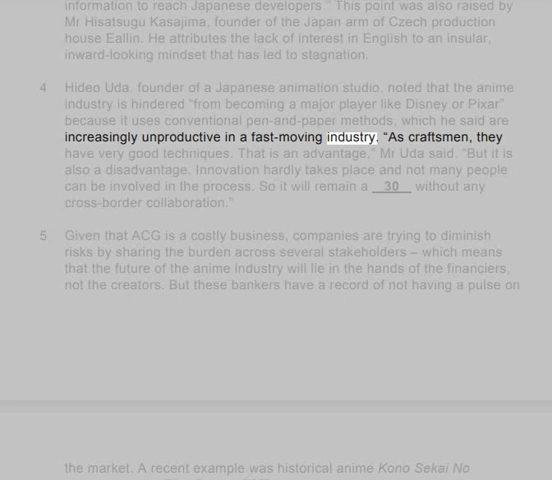 information to reach Japanese developers." This point was also raised by
Mr Hisatsugu Kasajima, founder of the Japan arm of Czech production
house Eallin. He attributes the lack of interest in English to an insular,
inward-looking mindset that has led to stagnation.
4 Hideo Uda, founder of a Japanese animation studio, noted that the anime
industry is hindered "from becoming a major player like Disney or Pixar"
because it uses conventional pen-and-paper methods, which he said are
increasingly unproductive in a fast-moving industry. "As craftsmen, they
have very good techniques. That is an advantage," Mr Uda said. "But it is
also a disadvantage. Innovation hardly takes place and not many people
can be involved in the process. So it will remain a __30__ without any
cross-border collaboration."
5 Given that ACG is a costly business, companies are trying to diminish
risks by sharing the burden across several stakeholders – which means
that the future of the anime industry will lie in the hands of the financiers,
not the creators. But these bankers have a record of not having a pulse on
the market. A recent example was historical anime Kono Sekai No